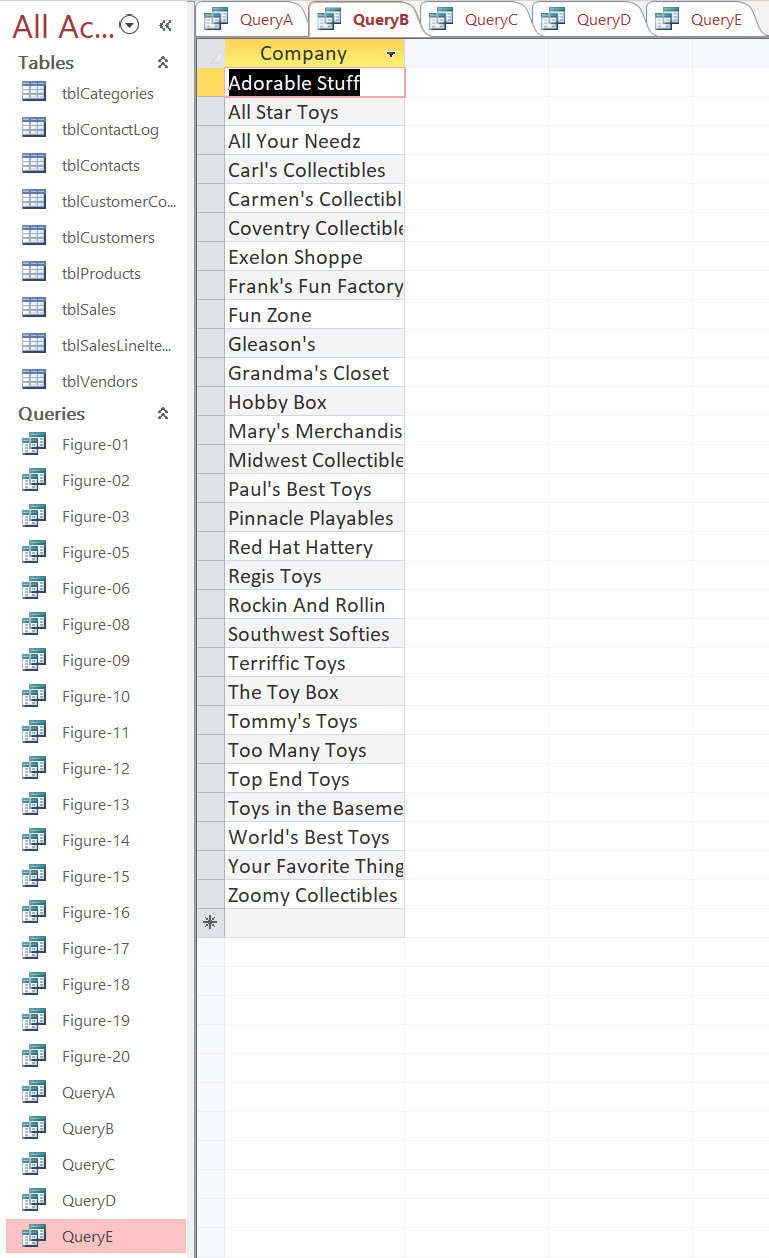 All Ac...
Tables
tblCategories
tblContactLog
tblContacts
tblCustomerCo...
tblCustomers
tblProducts
tblSales
tblSalesLineIte...
tblVendors
Queries
Figure-01
Figure-02
Figure-03
Figure-05
Figure-06
Figure-08
Figure-09
Figure-10
Figure-11
Figure-12
Figure-13
Figure-14
Figure-15
Figure-16
Figure-17
Figure-18
Figure-19
Figure-20
QueryA
QueryB
QueryC
QueryD
QueryE
QueryA QueryB QueryC QueryD QueryE
Company
Adorable Stuff
All Star Toys
All Your Needz
Carl's Collectibles
Carmen's Collectibl
Coventry Collectible
Exelon Shoppe
Frank's Fun Factory
Fun Zone
Gleason's
Grandma's Closet
Hobby Box
Mary's Merchandis
Midwest Collectible
Paul's Best Toys
Pinnacle Playables
Red Hat Hattery
Regis Toys
Rockin And Rollin
Southwest Softies
Terriffic Toys
The Toy Box
Tommy's Toys
Too Many Toys
Top End Toys
Toys in the Baseme
World's Best Toys
Your Favorite Thing
Zoomy Collectibles